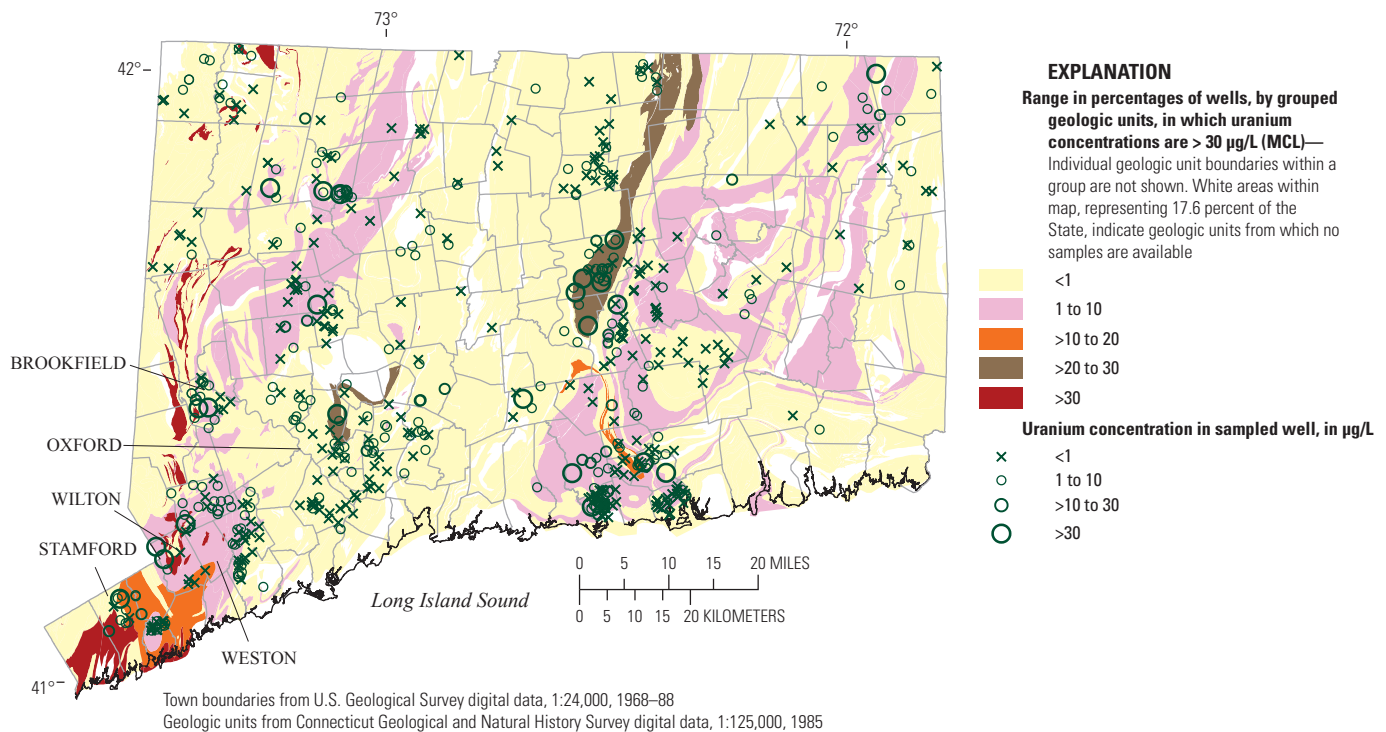 73°
72°
42°
BROOKFIELD
OXFORD
WILTON
STAMFORD
WESTON
41°
Long Island Sound
0 5 10 15 20 MILES
0 5 10 15 20 KILOMETERS
Town boundaries from U.S. Geological Survey digital data, 1:24,000, 1968–88
Geologic units from Connecticut Geological and Natural History Survey digital data, 1:125,000, 1985
EXPLANATION
Range in percentages of wells, by grouped
geologic units, in which uranium
concentrations are > 30 µg/L (MCL)—
Individual geologic unit boundaries within a
group are not shown. White areas within
map, representing 17.6 percent of the
State, indicate geologic units from which no
samples are available
<1
1 to 10
>10 to 20
>20 to 30
>30
Uranium concentration in sampled well, in µg/L
<1
1 to 10
>10 to 30
>30